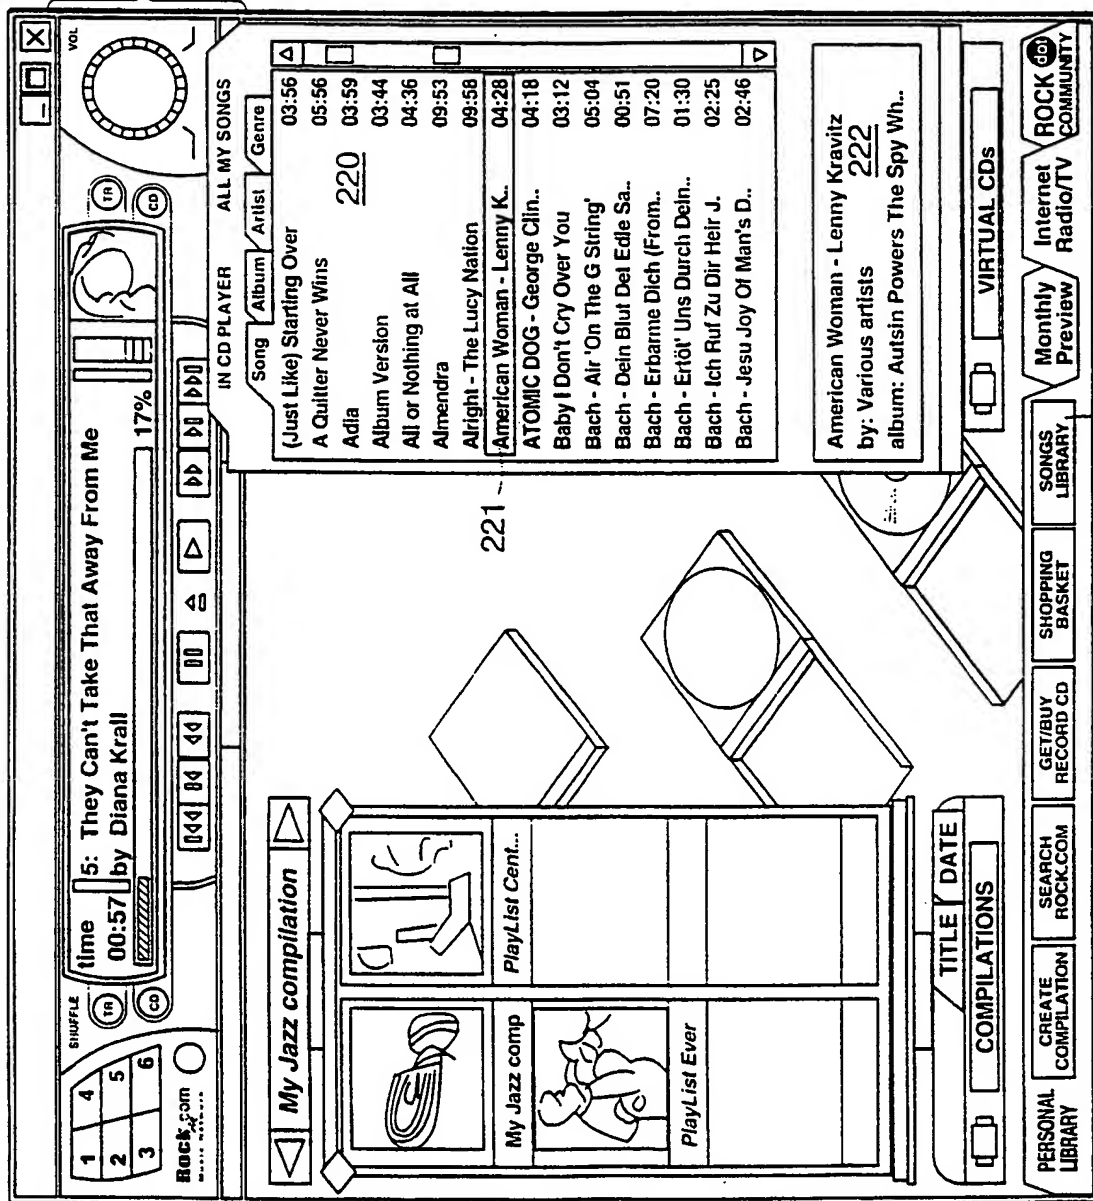 1 4
2 5
3 6
SHUFFLE
TR
CD
Rock.com
time 5: They Can't Take That Away From Me
00:57 by Diana Krall
17%
TR
CD
VOL
My Jazz compilation
My Jazz comp
PlayList Cent...
PlayList Ever
TITLE DATE
COMPILATIONS
221
IN CD PLAYER ALL MY SONGS
Song Album Artist Genre
(Just Like) Starting Over 03:56
A Quitter Never Wins 05:56
Adia 220 03:59
Album Version 03:44
All or Nothing at All 04:36
Almendra 09:53
Alright - The Lucy Nation 09:58
American Woman - Lenny K.. 04:28
ATOMIC DOG - George Clin.. 04:18
Baby I Don't Cry Over You 03:12
Bach - Air 'On The G String' 05:04
Bach - Dein Blut Det Edle Sa.. 00:51
Bach - Erbarme Dich (From.. 07:20
Bach - Ertöt' Uns Durch Dein.. 01:30
Bach - Ich Ruf Zu Dir Heir J. 02:25
Bach - Jesu Joy Of Man's D.. 02:46
American Woman - Lenny Kravitz
by: Various artists 222
album: Autsin Powers The Spy Wh..
VIRTUAL CDs
PERSONAL LIBRARY
CREATE COMPILATION
SEARCH ROCK.COM
GET/BUY RECORD CD
SHOPPING BASKET
SONGS LIBRARY
Monthly Preview
Internet Radio/TV
ROCK dot COMMUNITY